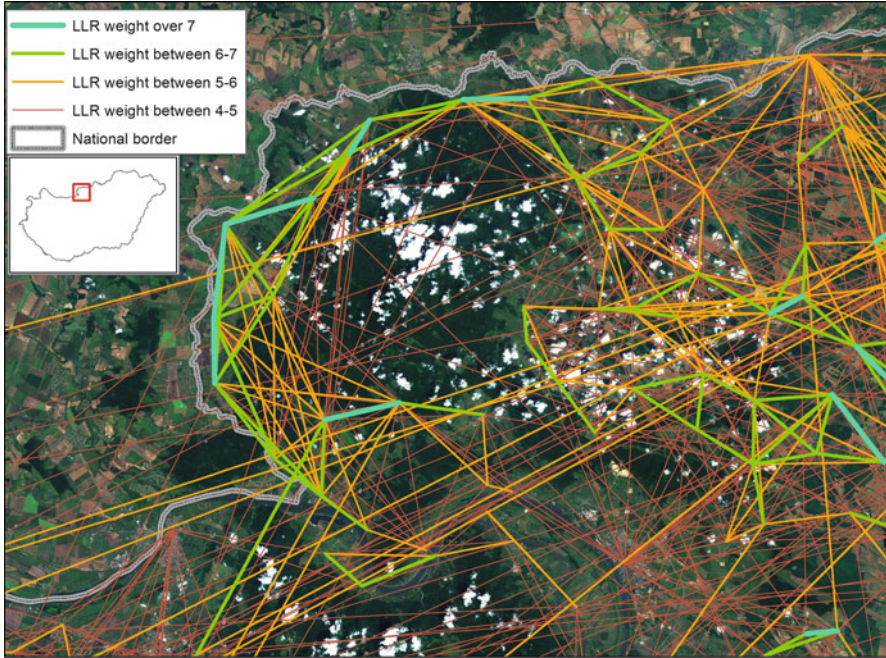 LLR weight over 7
LLR weight between 6-7
LLR weight between 5-6
LLR weight between 4-5
National border